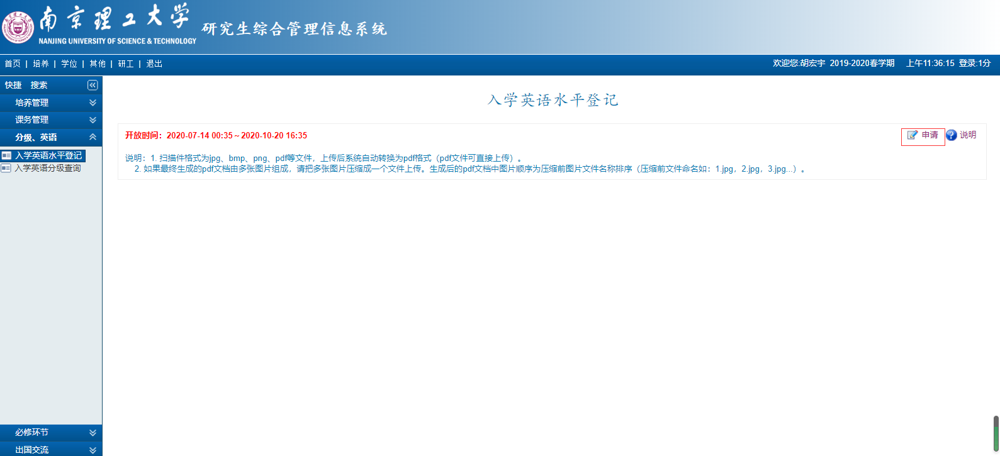 南京理工大学 研究生综合管理信息系统
NANJING UNIVERSITY OF SCIENCE & TECHNOLOGY
首页 | 培养 | 学位 | 其他 | 研工 | 退出
欢迎您:胡宏宇 2019-2020春学期 上午11:36:15 登录:1分
快捷 搜索
培养管理
课务管理
分级、英语
入学英语水平登记
入学英语分级查询
必修环节
出国交流
入学英语水平登记
开放时间：2020-07-14 00:35～2020-10-20 16:35
申请 说明
说明：1. 扫描件格式为jpg、bmp、png、pdf等文件，上传后系统自动转换为pdf格式（pdf文件可直接上传）。
2. 如果最终生成的pdf文档由多张图片组成，请把多张图片压缩成一个文件上传。生成后的pdf文档中图片顺序为压缩前图片文件名称排序（压缩前文件命名如：1.jpg，2.jpg，3.jpg...）。